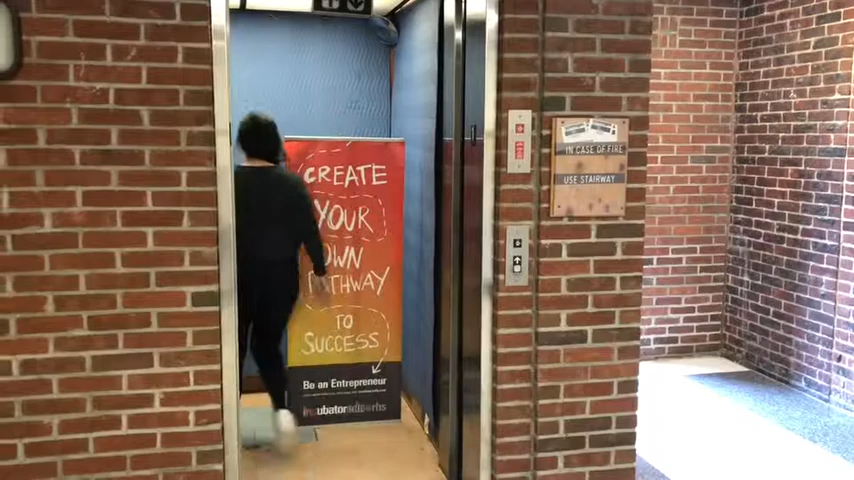 CREATE
YOUR
OWN
PATHWAY
TO
SUCCESS
Be an Entrepreneur
IN CASE OF FIRE
USE STAIRWAY